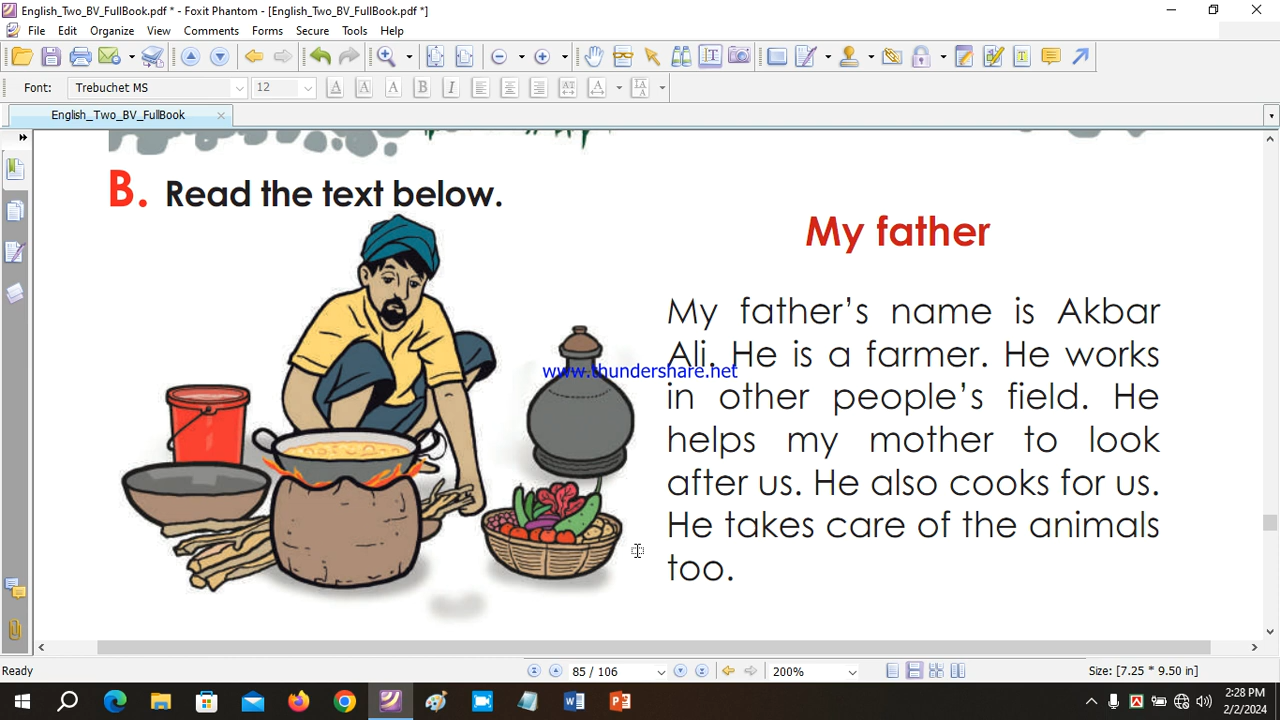 English_Two_BV_FullBook.pdf * - Foxit Phantom - [English_Two_BV_FullBook.pdf *]
File Edit Organize View Comments Forms Secure Tools Help
Font: Trebuchet MS 12
English_Two_BV_FullBook
B. Read the text below.
My father
My father’s name is Akbar
Ali. He is a farmer. He works
www.thundershare.net
in other people’s field. He
helps my mother to look
after us. He also cooks for us.
He takes care of the animals
too.
Ready 85 / 106 200% Size: [7.25 * 9.50 in]
2:28 PM
2/2/2024